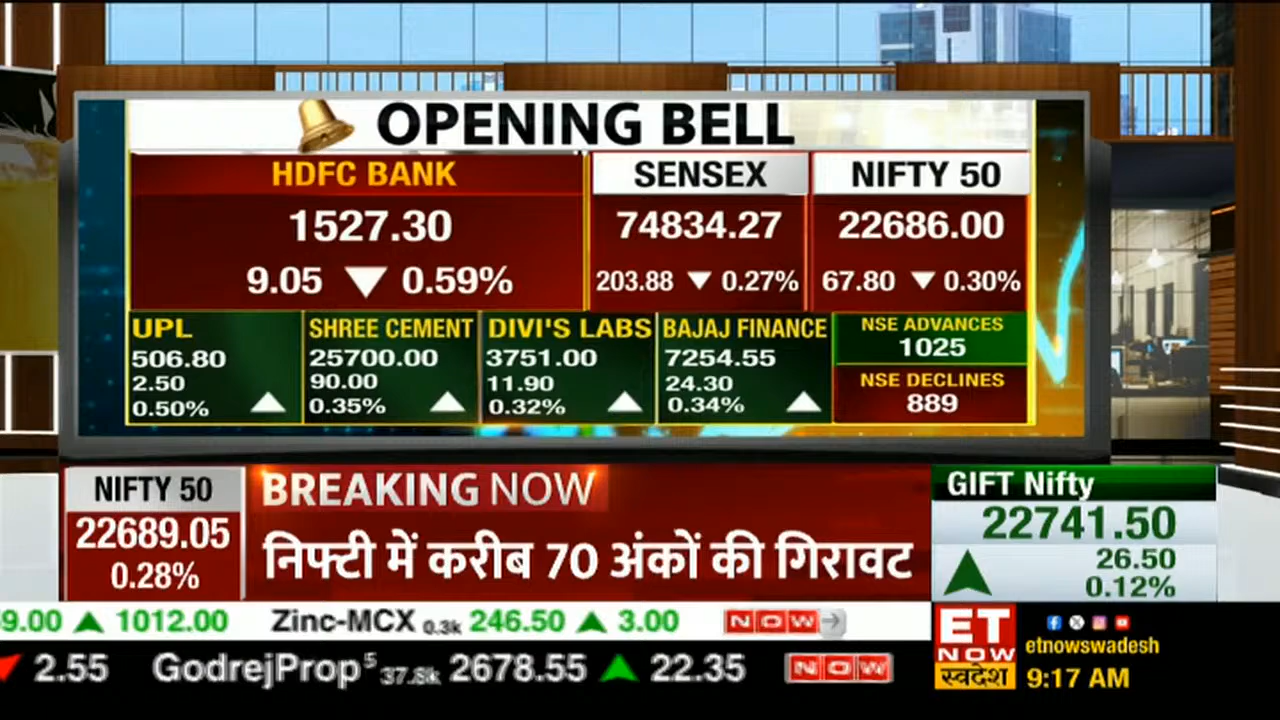 OPENING BELL
HDFC BANK
1527.30
9.05 ▼ 0.59%
SENSEX
74834.27
203.88 ▼ 0.27%
NIFTY 50
22686.00
67.80 ▼ 0.30%
UPL
506.80
2.50
0.50% ▲
SHREE CEMENT
25700.00
90.00
0.35% ▲
DIVI'S LABS
3751.00
11.90
0.32% ▲
BAJAJ FINANCE
7254.55
24.30
0.34% ▲
NSE ADVANCES
1025
NSE DECLINES
889
NIFTY 50
22689.05
0.28%
BREAKING NOW
निफ्टी में करीब 70 अंकों की गिरावट
GIFT Nifty
22741.50
▲ 26.50
0.12%
9.00 ▲ 1012.00 Zinc-MCX 0.3k 246.50 ▲ 3.00 NOW
2.55 GodrejProp 5 37.8k 2678.55 ▲ 22.35 NOW
ET
NOW
स्वदेश
etnowswadesh
9:17 AM